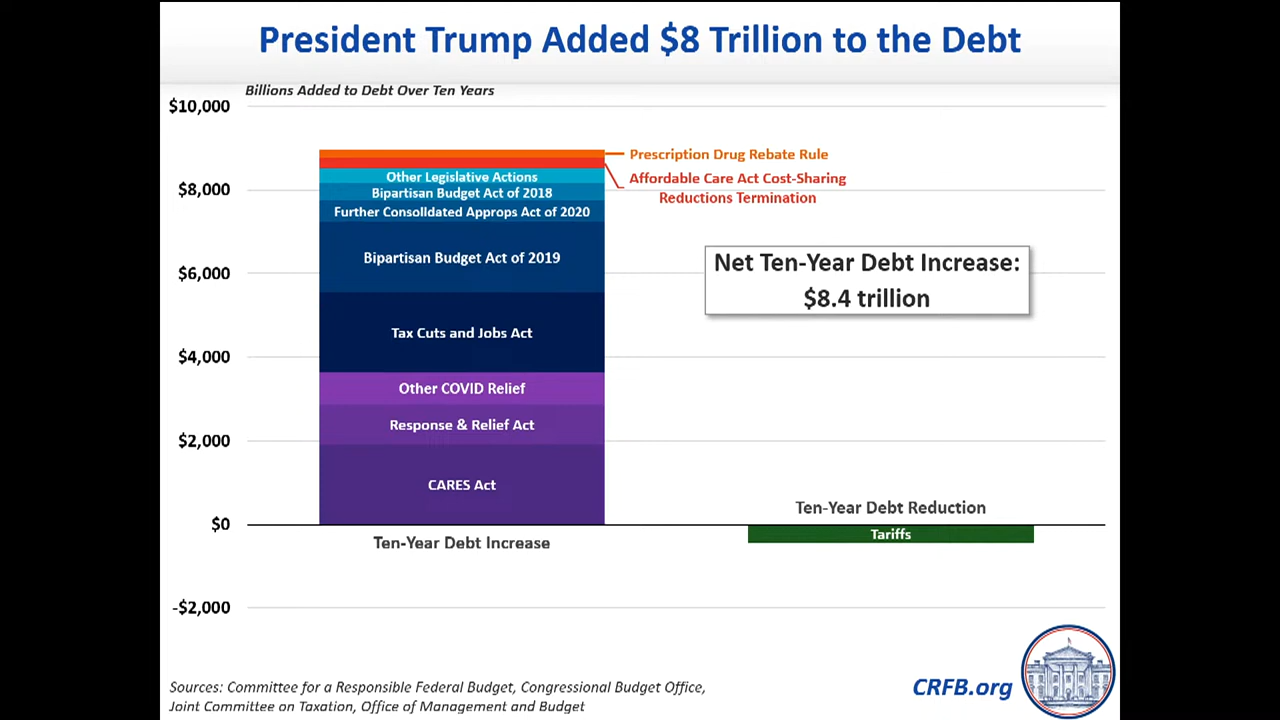 President Trump Added $8 Trillion to the Debt
Billions Added to Debt Over Ten Years
$10,000
$8,000
$6,000
$4,000
$2,000
$0
-$2,000
Prescription Drug Rebate Rule
Affordable Care Act Cost-Sharing
Reductions Termination
Other Legislative Actions
Bipartisan Budget Act of 2018
Further Consolldated Approps Act of 2020
Bipartisan Budget Act of 2019
Tax Cuts and Jobs Act
Other COVID Relief
Response & Relief Act
CARES Act
Ten-Year Debt Increase
Net Ten-Year Debt Increase:
$8.4 trillion
Ten-Year Debt Reduction
Tariffs
Sources: Committee for a Responsible Federal Budget, Congressional Budget Office,
Joint Committee on Taxation, Office of Management and Budget
CRFB.org